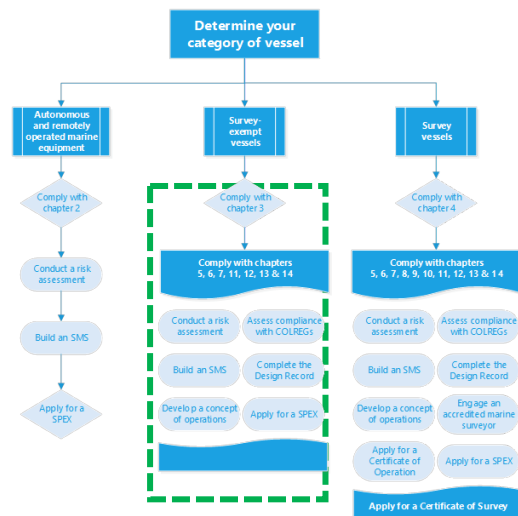 Determine your
category of vessel
Autonomous
and remotely
operated marine
equipment
Survey-
exempt
vessels
Survey
vessels
Comply with
chapter 2
Comply with
chapter 3
Comply with
chapter 4
Conduct a risk
assessment
Build an SMS
Apply for a
SPEX
Comply with chapters
5, 6, 7, 11, 12, 13 & 14
Conduct a risk
assessment
Assess compliance
with COLREGs
Build an SMS
Complete the
Design Record
Develop a concept
of operations
Apply for a SPEX
Comply with chapters
5, 6, 7, 8, 9, 10, 11, 12, 13 & 14
Conduct a risk
assessment
Assess compliance
with COLREGs
Build an SMS
Complete the
Design Record
Develop a concept
of operations
Engage an
accredited marine
surveyor
Apply for a
Certificate of
Operation
Apply for a SPEX
Apply for a Certificate of Survey